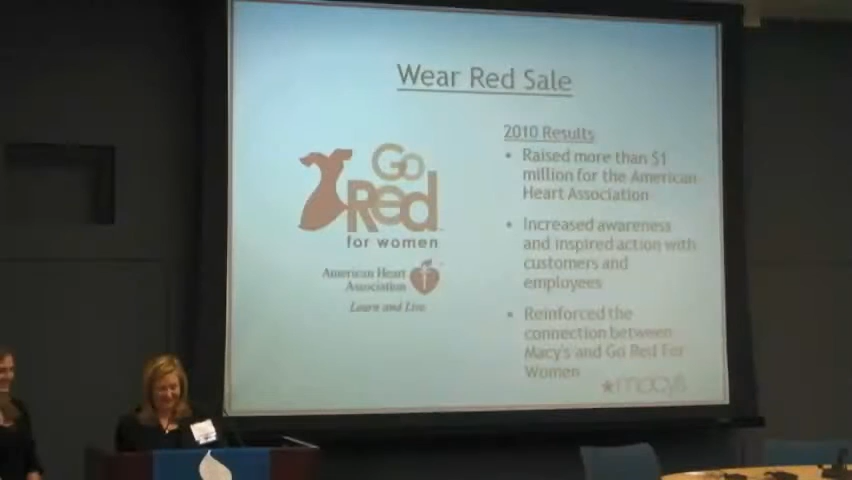 Wear Red Sale
Go
Red
for women
American Heart
Association
Learn and Live
2010 Results
• Raised more than $1
million for the American
Heart Association
• Increased awareness
and inspired action with
customers and
employees
• Reinforced the
connection between
Macy's and Go Red For
Women
★macy's